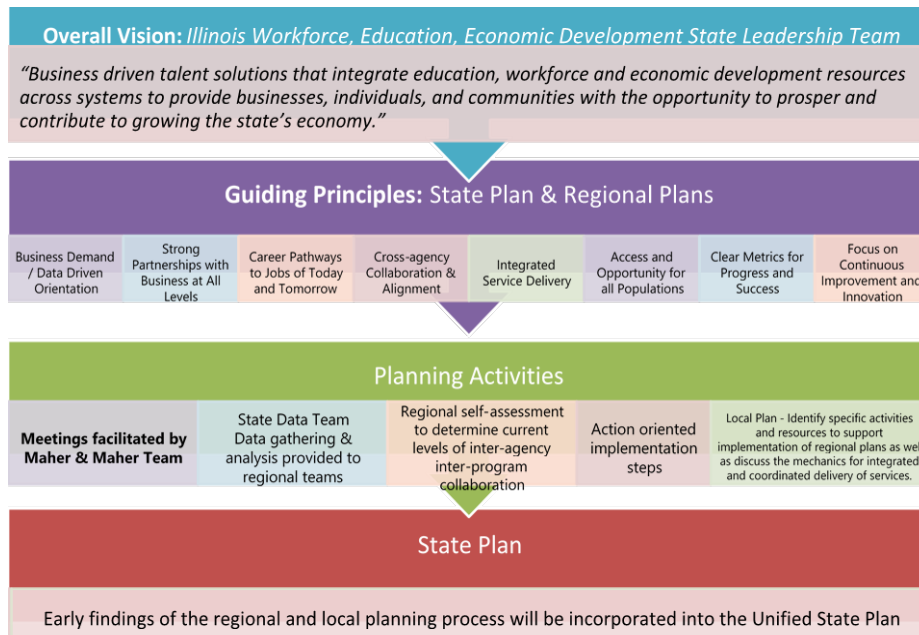 Overall Vision: Illinois Workforce, Education, Economic Development State Leadership Team
“Business driven talent solutions that integrate education, workforce and economic development resources
across systems to provide businesses, individuals, and communities with the opportunity to prosper and
contribute to growing the state’s economy.”
Guiding Principles: State Plan & Regional Plans
Business Demand
/ Data Driven
Orientation
Strong
Partnerships with
Business at All
Levels
Career Pathways
to Jobs of Today
and Tomorrow
Cross-agency
Collaboration &
Alignment
Integrated
Service Delivery
Access and
Opportunity for
all Populations
Clear Metrics for
Progress and
Success
Focus on
Continuous
Improvement and
Innovation
Planning Activities
Meetings facilitated by
Maher & Maher Team
State Data Team
Data gathering &
analysis provided to
regional teams
Regional self-assessment
to determine current
levels of inter-agency
inter-program
collaboration
Action oriented
implementation
steps
Local Plan - Identify specific activities
and resources to support
implementation of regional plans as well
as discuss the mechanics for integrated
and coordinated delivery of services.
State Plan
Early findings of the regional and local planning process will be incorporated into the Unified State Plan